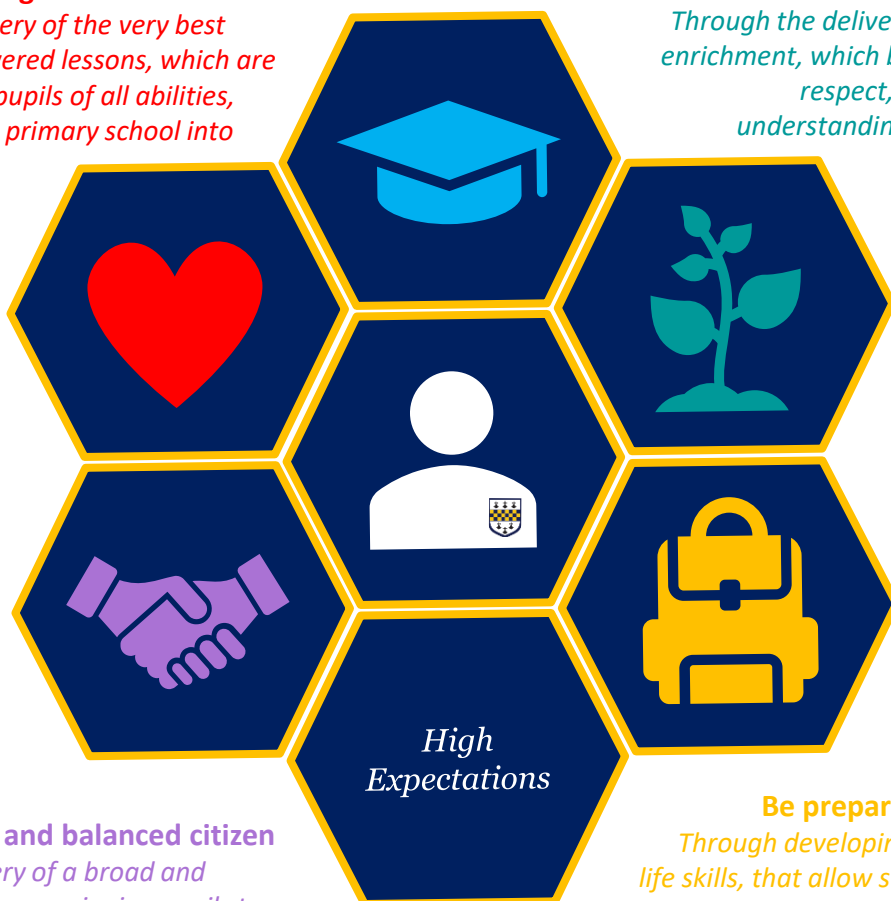 ery of the very best
vered lessons, which are
pupils of all abilities,
primary school into
Through the delive
enrichment, which b
respect,
understandin
High
Expectations
and balanced citizen
ery of a broad and
Be prepar
Through developin
life skills, that allow s